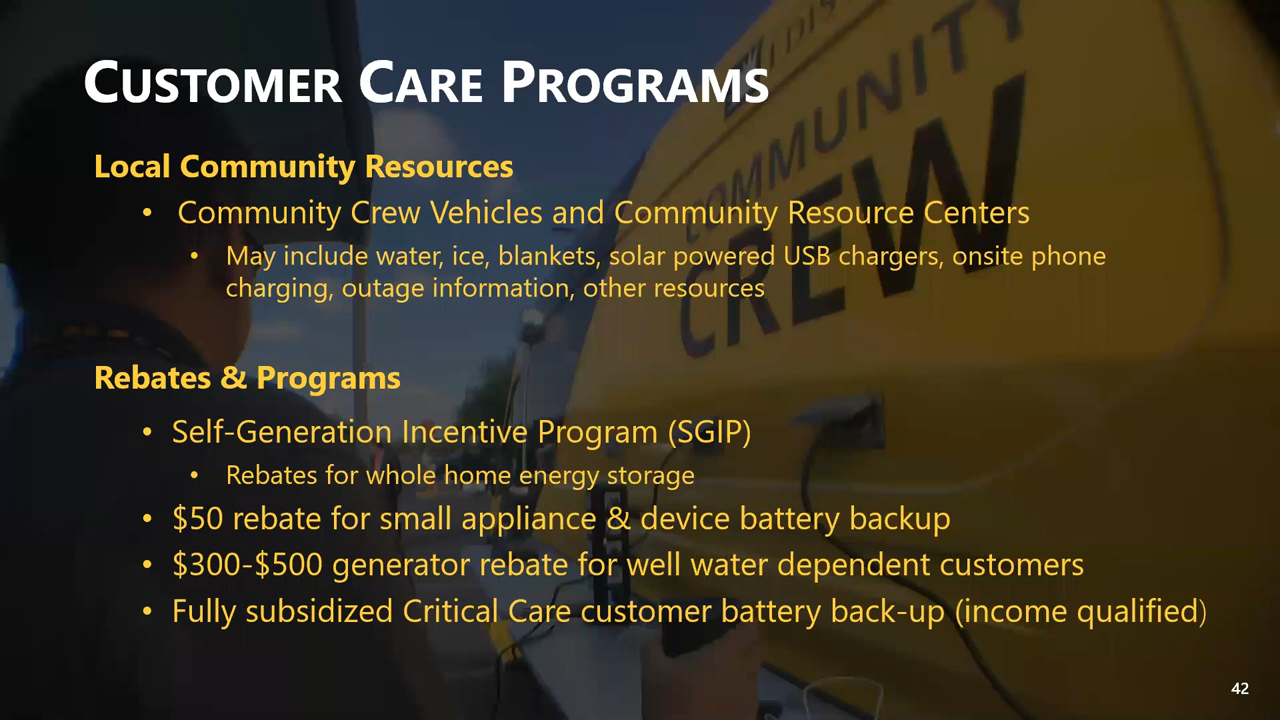 CUSTOMER CARE PROGRAMS
Local Community Resources
• Community Crew Vehicles and Community Resource Centers
• May include water, ice, blankets, solar powered USB chargers, onsite phone
charging, outage information, other resources
Rebates & Programs
• Self-Generation Incentive Program (SGIP)
• Rebates for whole home energy storage
• $50 rebate for small appliance & device battery backup
• $300-$500 generator rebate for well water dependent customers
• Fully subsidized Critical Care customer battery back-up (income qualified)
COMMUNITY
CREW
42